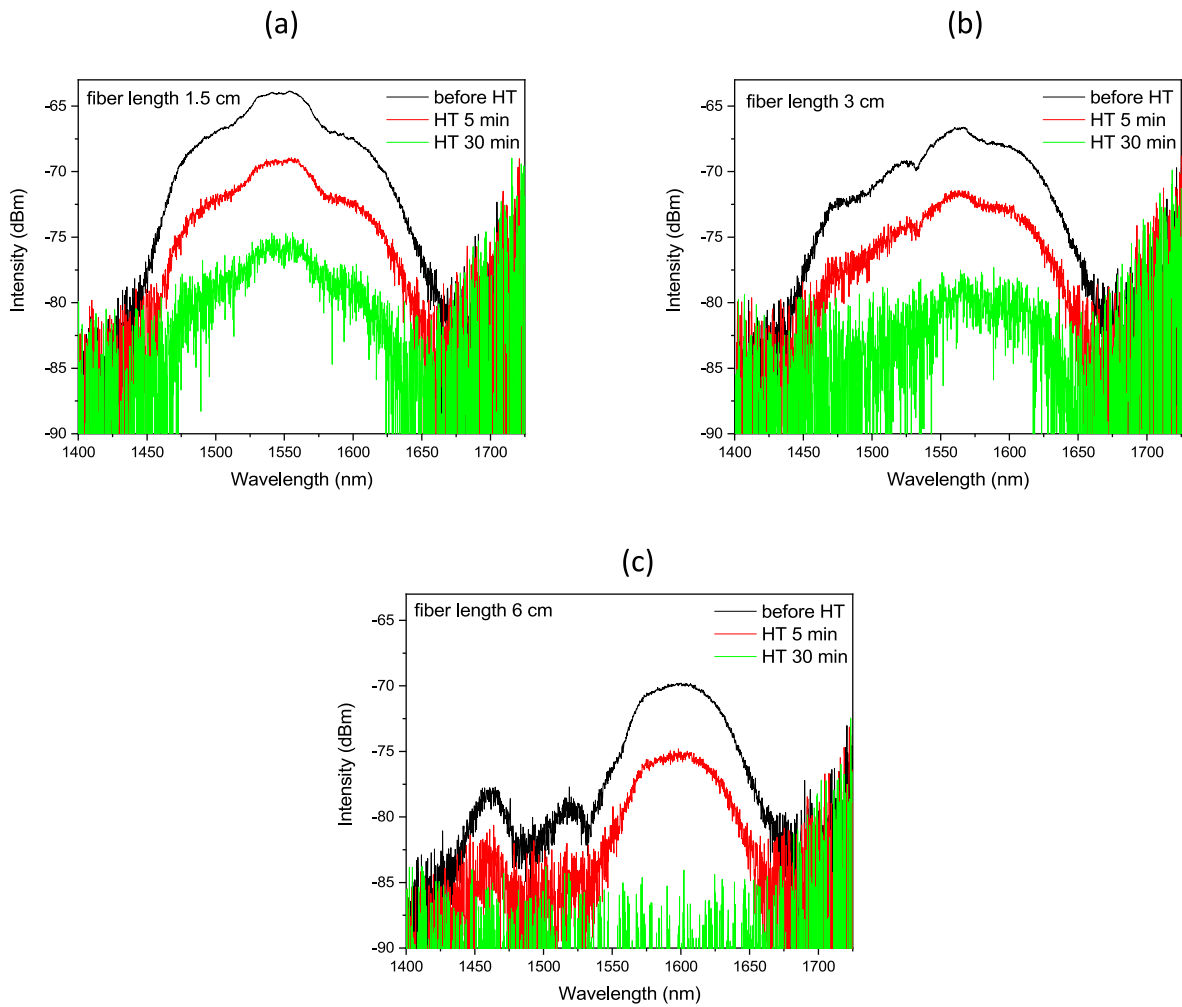 (a)
fiber length 1.5 cm
before HT
HT 5 min
HT 30 min
-65
-70
-75
-80
-85
-90
Intensity (dBm)
1400 1450 1500 1550 1600 1650 1700
Wavelength (nm)
(b)
fiber length 3 cm
before HT
HT 5 min
HT 30 min
-65
-70
-75
-80
-85
-90
Intensity (dBm)
1400 1450 1500 1550 1600 1650 1700
Wavelength (nm)
(c)
fiber length 6 cm
before HT
HT 5 min
HT 30 min
-65
-70
-75
-80
-85
-90
Intensity (dBm)
1400 1450 1500 1550 1600 1650 1700
Wavelength (nm)